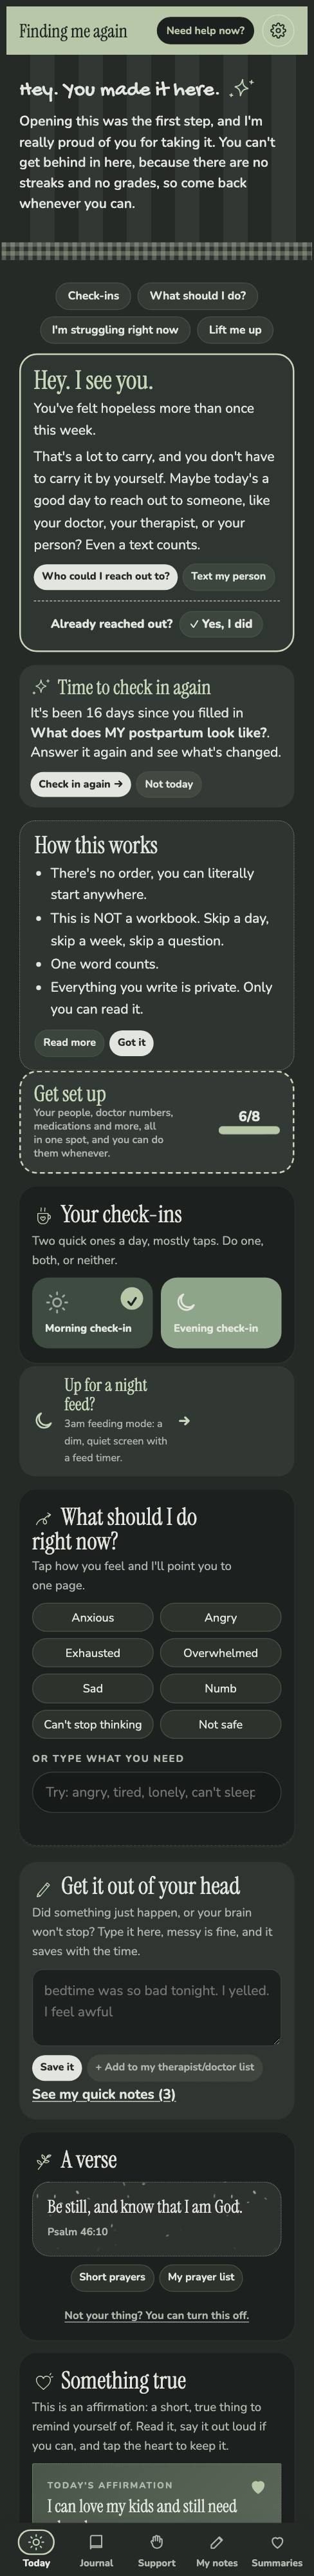 Finding me again
Need help now?
Hey. You made it here.
Opening this was the first step, and I'm
really proud of you for taking it. You can't
get behind in here, because there are no
streaks and no grades, so come back
whenever you can.
Check-ins
What should I do?
I'm struggling right now
Lift me up
Hey. I see you.
You've felt hopeless more than once
this week.
That's a lot to carry, and you don't have
to carry it by yourself. Maybe today's a
good day to reach out to someone, like
your doctor, your therapist, or your
person? Even a text counts.
Who could I reach out to?
Text my person
Already reached out?
✓ Yes, I did
Time to check in again
It's been 16 days since you filled in
What does MY postpartum look like?.
Answer it again and see what's changed.
Check in again →
Not today
How this works
• There's no order, you can literally
start anywhere.
• This is NOT a workbook. Skip a day,
skip a week, skip a question.
• One word counts.
• Everything you write is private. Only
you can read it.
Read more
Got it
Get set up
Your people, doctor numbers,
medications and more, all
in one spot, and you can do
them whenever.
6/8
Your check-ins
Two quick ones a day, mostly taps. Do one,
both, or neither.
Morning check-in
Evening check-in
Up for a night
feed?
3am feeding mode: a
dim, quiet screen with
a feed timer.
→
What should I do
right now?
Tap how you feel and I'll point you to
one page.
Anxious
Angry
Exhausted
Overwhelmed
Sad
Numb
Can't stop thinking
Not safe
OR TYPE WHAT YOU NEED
Try: angry, tired, lonely, can't sleep
Get it out of your head
Did something just happen, or your brain
won't stop? Type it here, messy is fine, and it
saves with the time.
bedtime was so bad tonight. I yelled.
I feel awful
Save it
+ Add to my therapist/doctor list
See my quick notes (3)
A verse
Be still, and know that I am God.
Psalm 46:10
Short prayers
My prayer list
Not your thing? You can turn this off.
Something true
This is an affirmation: a short, true thing to
remind yourself of. Read it, say it out loud if
you can, and tap the heart to keep it.
TODAY'S AFFIRMATION
I can love my kids and still need
Today
Journal
Support
My notes
Summaries